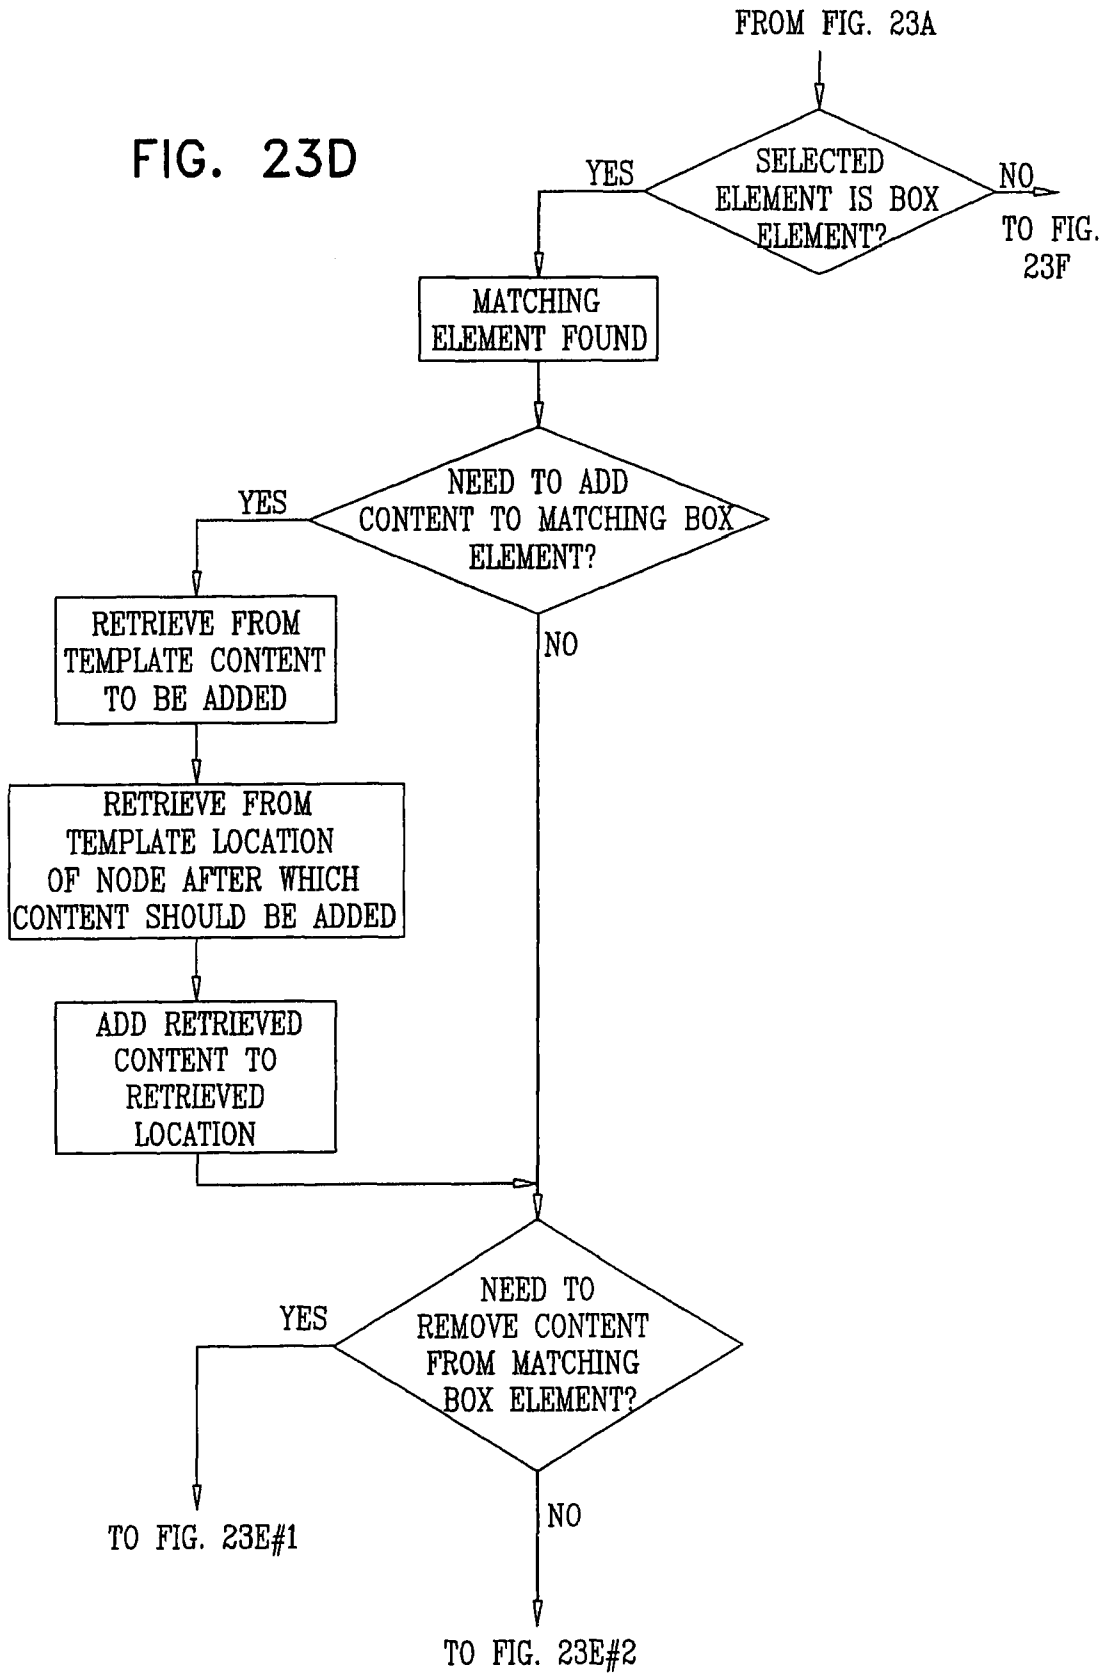 FROM FIG. 23A
FIG. 23D
SELECTED
ELEMENT IS BOX
ELEMENT?
YES
NO
TO FIG.
23F
MATCHING
ELEMENT FOUND
NEED TO ADD
CONTENT TO MATCHING BOX
ELEMENT?
YES
NO
RETRIEVE FROM
TEMPLATE CONTENT
TO BE ADDED
RETRIEVE FROM
TEMPLATE LOCATION
OF NODE AFTER WHICH
CONTENT SHOULD BE ADDED
ADD RETRIEVED
CONTENT TO
RETRIEVED
LOCATION
NEED TO
REMOVE CONTENT
FROM MATCHING
BOX ELEMENT?
YES
NO
TO FIG. 23E#1
TO FIG. 23E#2